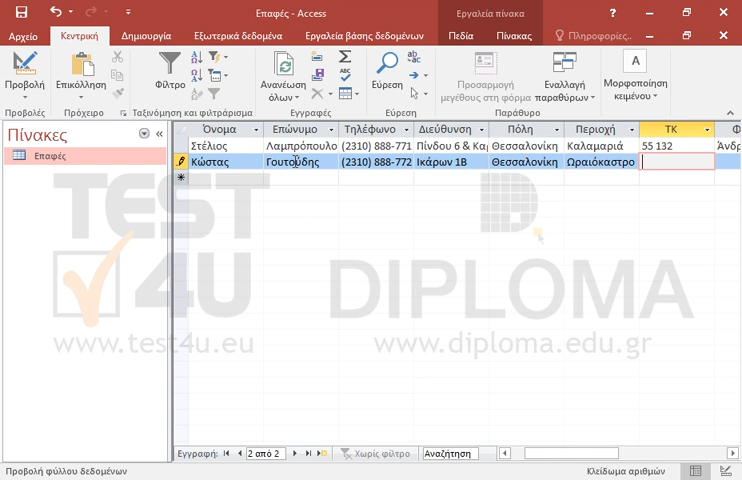 Επαφές - Access
Εργαλεία πίνακα
Αρχείο
Κεντρική
Δημιουργία
Εξωτερικά δεδομένα
Εργαλεία βάσης δεδομένων
Πεδία
Πίνακας
Πληροφορίες..
Προβολή
Επικόλληση
Φίλτρο
Ανανέωση όλων
Εύρεση
Προσαρμογή μεγέθους στη φόρμα
Εναλλαγή παραθύρων
Μορφοποίηση κειμένου
Προβολές
Πρόχειρο
Ταξινόμηση και φιλτράρισμα
Εγγραφές
Εύρεση
Παράθυρο
Πίνακες
Επαφές
Όνομα Επώνυμο Τηλέφωνο Διεύθυνση Πόλη Περιοχή ΤΚ
Στέλιος Λαμπρόπουλο (2310) 888-771 Πίνδου 6 & Καρ Θεσσαλονίκη Καλαμαριά 55 132 Άνδρ
Κώστας (2310) 888-772 Ικάρων 1Β Θεσσαλονίκη Ωραιόκαστρο
TEST4U
DIPLOMA
www.test4u.eu
www.diploma.edu.gr
Εγγραφή: 2 από 2 Χωρίς φίλτρο Αναζήτηση
Προβολή φύλλου δεδομένων
Κλείδωμα αριθμών